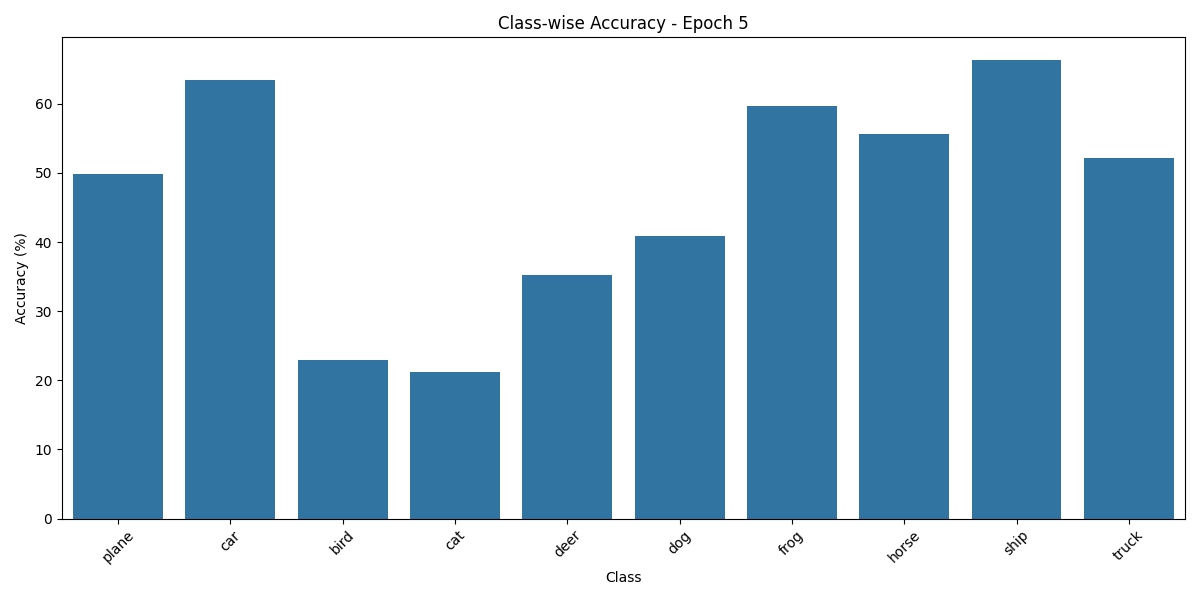 Class-wise Accuracy - Epoch 5
Accuracy (%)
60
50
40
30
20
10
0
plane
car
bird
cat
deer
dog
frog
horse
ship
truck
Class